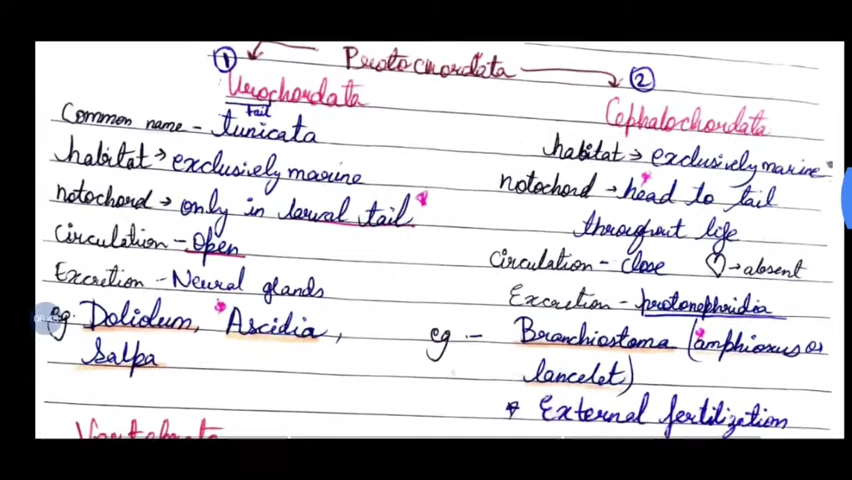 Protochordata
① Urochordata
tail
Common name - tunicata
habitat → exclusively marine
notochord → only in larval tail
Circulation - Open
Excretion - Neural glands
eg. Doliolum, Ascidia,
Salpa
② Cephalochordata
habitat → exclusively marine
notochord → head to tail
throughout life
Circulation - close ♡ → absent
Excretion - protonephridia
eg - Branchiostoma (amphioxus or
lancelet)
* External fertilization
Vertebrata